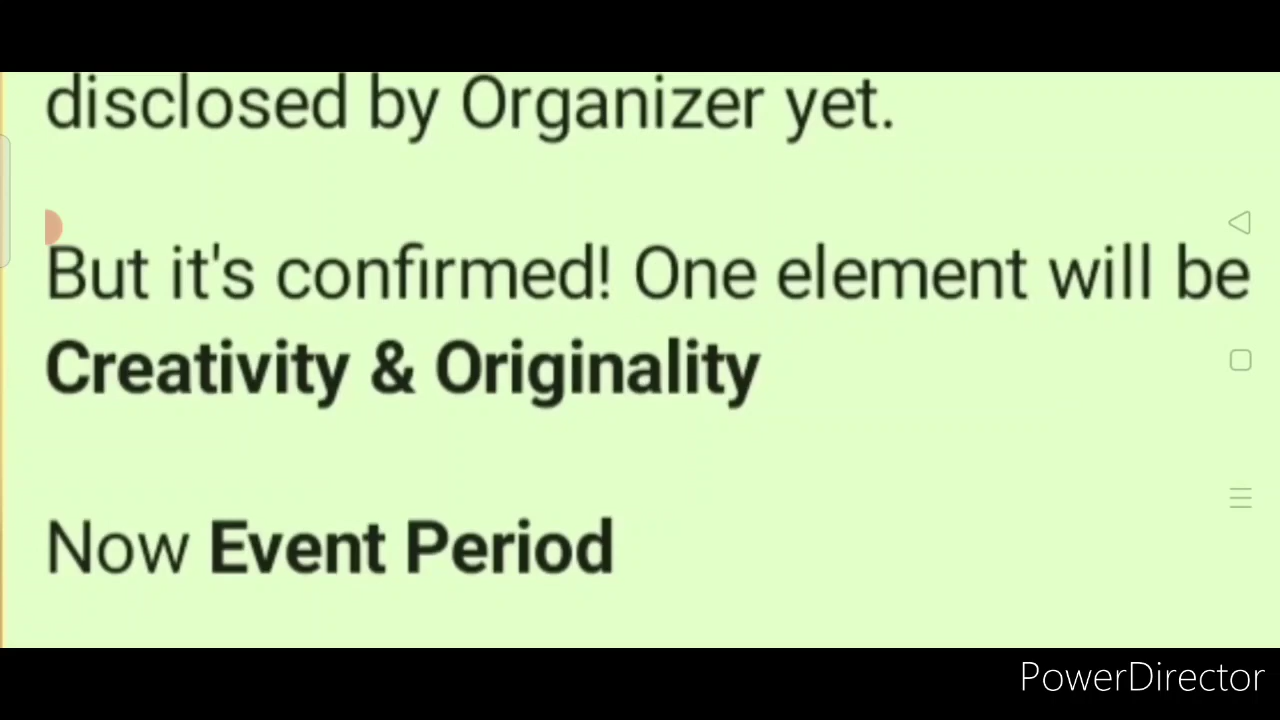 disclosed by Organizer yet.
But it's confirmed! One element will be
Creativity & Originality
Now Event Period
PowerDirector